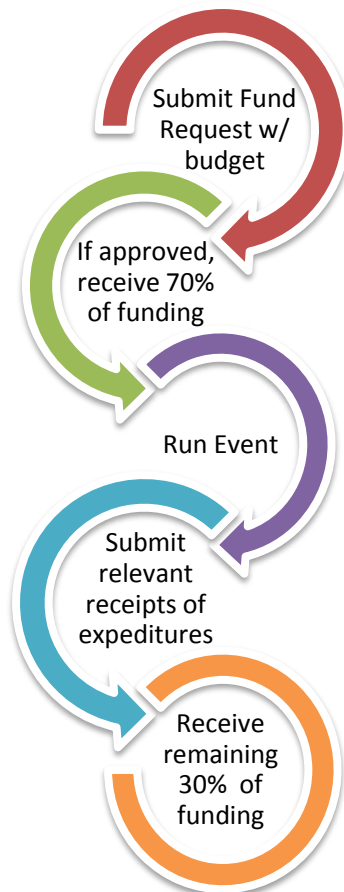 Submit Fund
Request w/
budget
If approved,
receive 70%
of funding
Run Event
Submit
relevant
receipts of
expeditures
Receive
remaining
30% of
funding